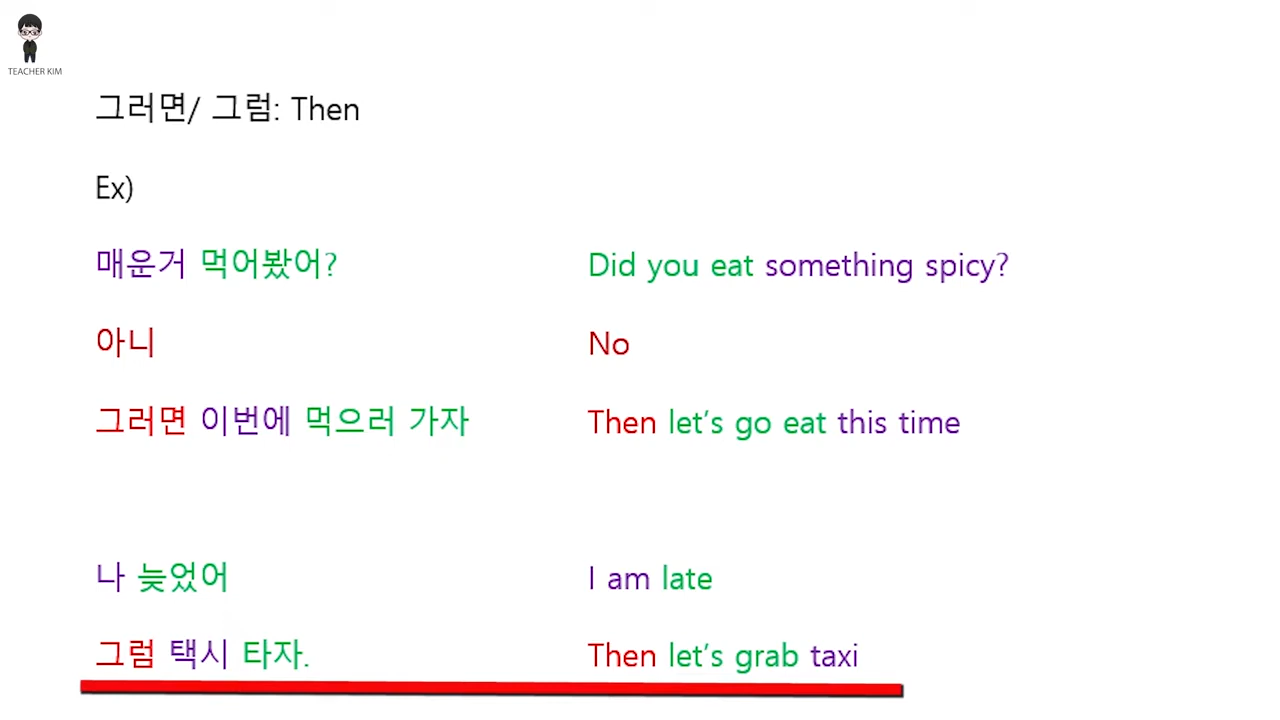 TEACHER KIM
그러면/ 그럼: Then
Ex)
매운거 먹어봤어? Did you eat something spicy?
아니 No
그러면 이번에 먹으러 가자 Then let's go eat this time
나 늦었어 I am late
그럼 택시 타자. Then let's grab taxi